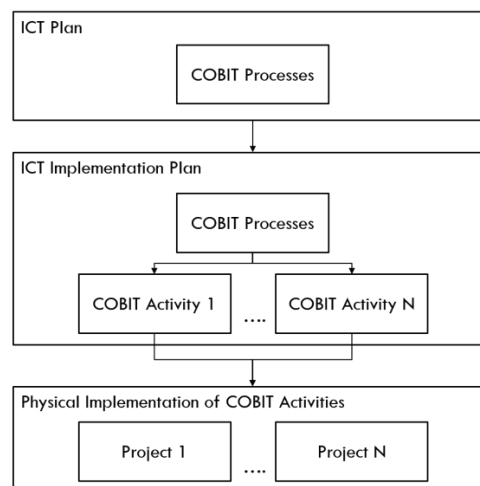 ICT Plan
COBIT Processes
ICT Implementation Plan
COBIT Processes
COBIT Activity 1
....
COBIT Activity N
Physical Implementation of COBIT Activities
Project 1
....
Project N